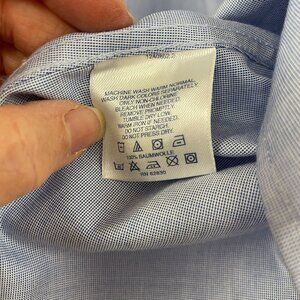 MACHINE WASH WARM NORMAL.
WASH DARK COLORS SEPARATELY.
ONLY NON-CHLORINE
BLEACH WHEN NEEDED.
REMOVE PROMPTLY.
TUMBLE DRY LOW.
WARM IRON IF NEEDED.
DO NOT STARCH.
DO NOT PRESS DRY.
100% BAUMWOLLE
RN 62830